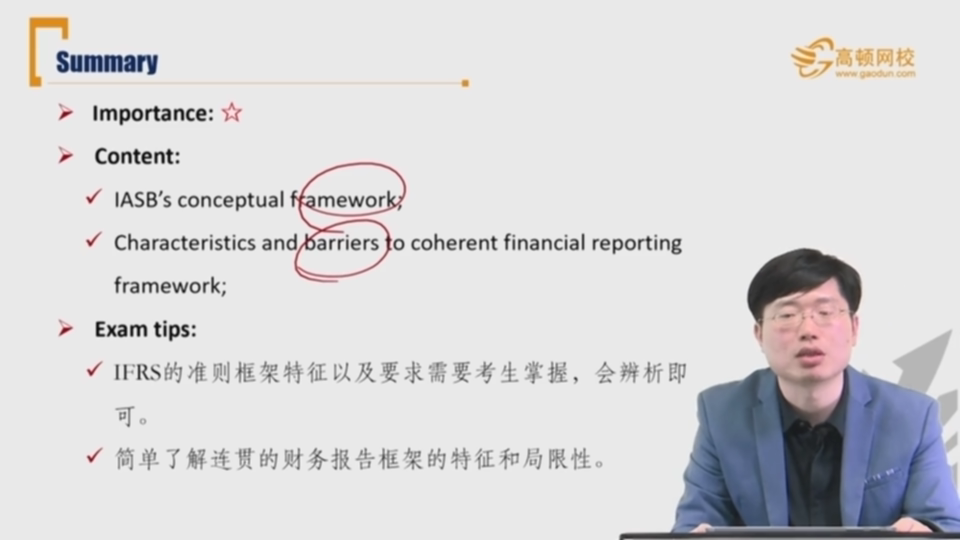 Summary
高顿网校
www.gaodun.com
Importance: ☆
Content:
IASB's conceptual framework;
Characteristics and barriers to coherent financial reporting
framework;
Exam tips:
IFRS的准则框架特征以及要求需要考生掌握，会辨析即
可。
简单了解连贯的财务报告框架的特征和局限性。